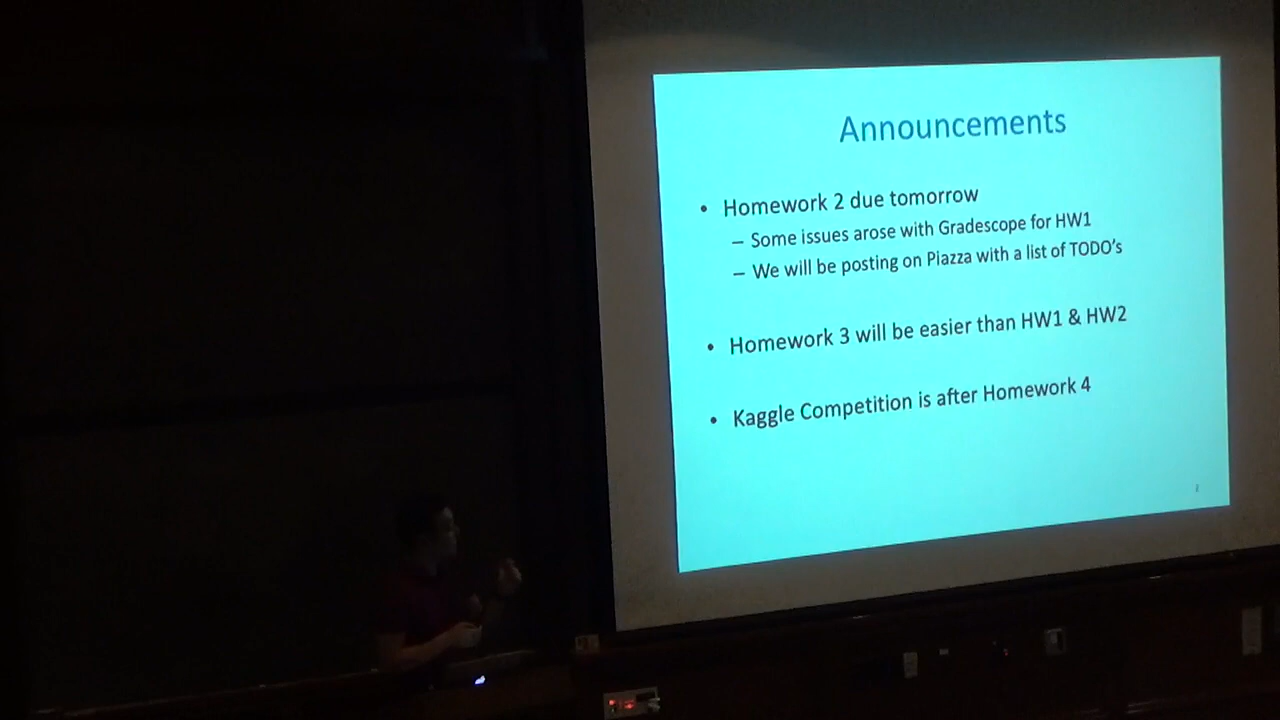 Announcements
• Homework 2 due tomorrow
– Some issues arose with Gradescope for HW1
– We will be posting on Piazza with a list of TODO's
• Homework 3 will be easier than HW1 & HW2
• Kaggle Competition is after Homework 4
2